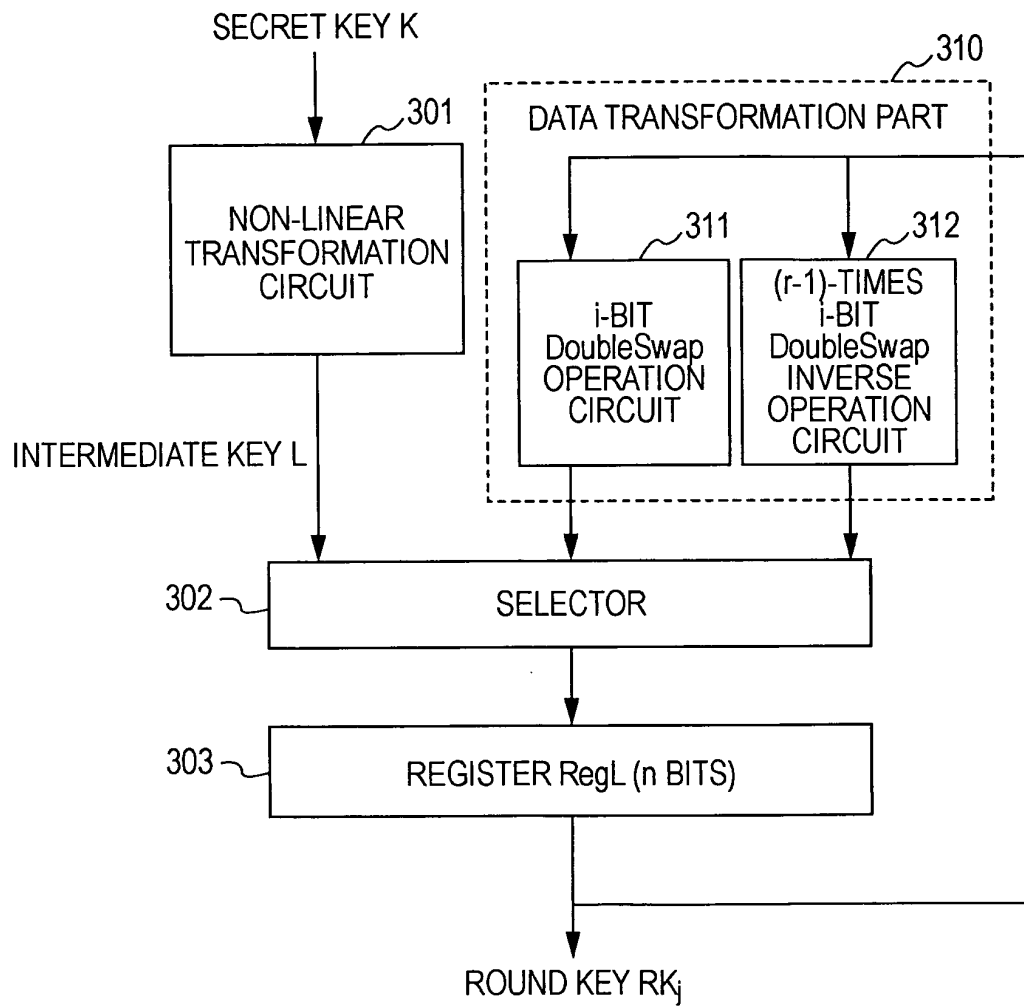 SECRET KEY K
310
301
DATA TRANSFORMATION PART
NON-LINEAR
TRANSFORMATION
CIRCUIT
311
312
i-BIT
DoubleSwap
OPERATION
CIRCUIT
(r-1)-TIMES
i-BIT
DoubleSwap
INVERSE
OPERATION
CIRCUIT
INTERMEDIATE KEY L
302
SELECTOR
303
REGISTER RegL (n BITS)
ROUND KEY RKj